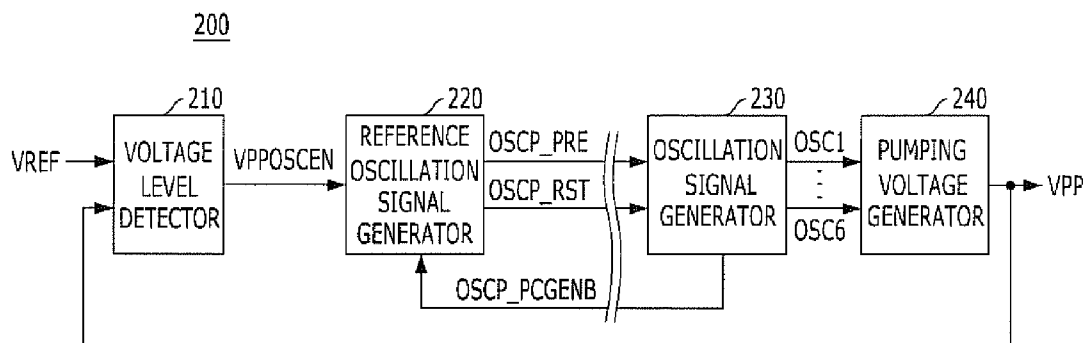 200
210
220
230
240
VREF
VOLTAGE
LEVEL
DETECTOR
VPPOSCEN
REFERENCE
OSCILLATION
SIGNAL
GENERATOR
OSCP_PRE
OSCP_RST
OSCILLATION
SIGNAL
GENERATOR
OSC1
OSC6
PUMPING
VOLTAGE
GENERATOR
VPP
OSCP_PCGENB